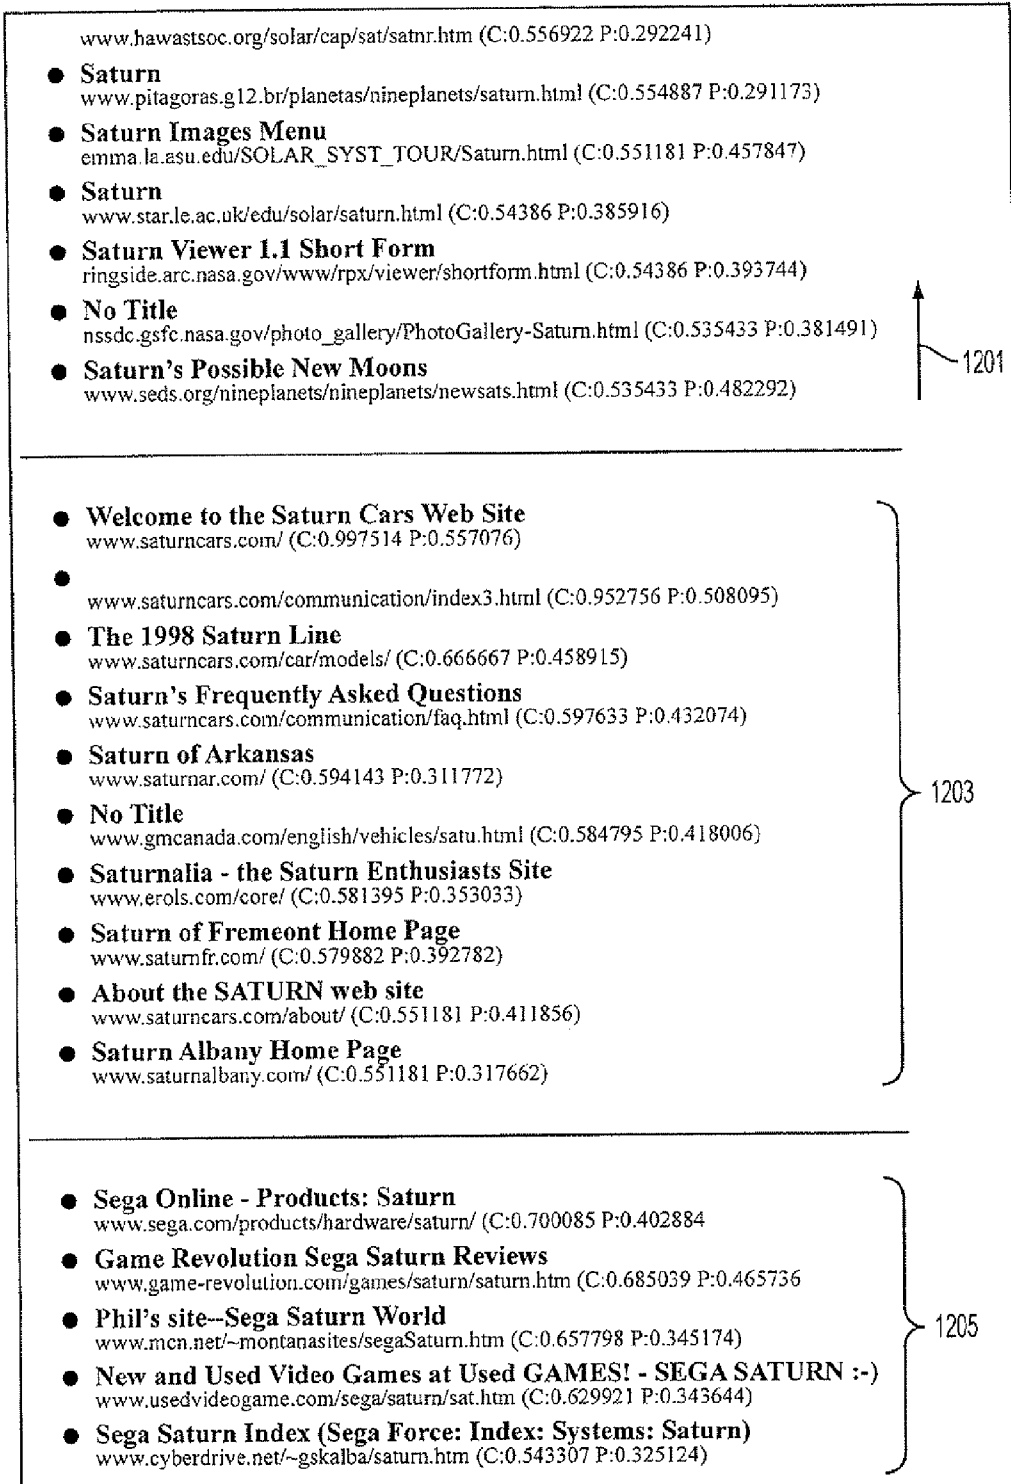 www.hawastsoc.org/solar/cap/sat/satnr.htm (C:0.556922 P:0.292241)
● Saturn
www.pitagoras.g12.br/planetas/nineplanets/saturn.html (C:0.554887 P:0.291173)
● Saturn Images Menu
emma.la.asu.edu/SOLAR_SYST_TOUR/Saturn.html (C:0.551181 P:0.457847)
● Saturn
www.star.le.ac.uk/edu/solar/saturn.html (C:0.54386 P:0.385916)
● Saturn Viewer 1.1 Short Form
ringside.arc.nasa.gov/www/rpx/viewer/shortform.html (C:0.54386 P:0.393744)
● No Title
nssdc.gsfc.nasa.gov/photo_gallery/PhotoGallery-Saturn.html (C:0.535433 P:0.381491)
● Saturn's Possible New Moons
www.seds.org/nineplanets/nineplanets/newsats.html (C:0.535433 P:0.482292)
1201
● Welcome to the Saturn Cars Web Site
www.saturncars.com/ (C:0.997514 P:0.557076)
●
www.saturncars.com/communication/index3.html (C:0.952756 P:0.508095)
● The 1998 Saturn Line
www.saturncars.com/car/models/ (C:0.666667 P:0.458915)
● Saturn's Frequently Asked Questions
www.saturncars.com/communication/faq.html (C:0.597633 P:0.432074)
● Saturn of Arkansas
www.saturnar.com/ (C:0.594143 P:0.311772)
● No Title
www.gmcanada.com/english/vehicles/satu.html (C:0.584795 P:0.418006)
● Saturnalia - the Saturn Enthusiasts Site
www.erols.com/core/ (C:0.581395 P:0.353033)
● Saturn of Fremeont Home Page
www.saturnfr.com/ (C:0.579882 P:0.392782)
● About the SATURN web site
www.saturncars.com/about/ (C:0.551181 P:0.411856)
● Saturn Albany Home Page
www.saturnalbany.com/ (C:0.551181 P:0.317662)
1203
● Sega Online - Products: Saturn
www.sega.com/products/hardware/saturn/ (C:0.700085 P:0.402884
● Game Revolution Sega Saturn Reviews
www.game-revolution.com/games/saturn/saturn.htm (C:0.685039 P:0.465736
● Phil's site--Sega Saturn World
www.mcn.net/~montanasites/segaSaturn.htm (C:0.657798 P:0.345174)
● New and Used Video Games at Used GAMES! - SEGA SATURN :-)
www.usedvideogame.com/sega/saturn/sat.htm (C:0.629921 P:0.343644)
● Sega Saturn Index (Sega Force: Index: Systems: Saturn)
www.cyberdrive.net/~gskalba/saturn.htm (C:0.543307 P:0.325124)
1205